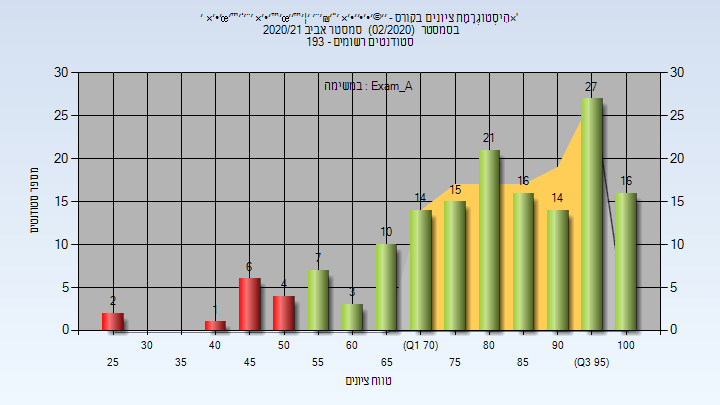 היסטוגרמת ציונים בקורס -
בסמסטר (02/2020) סמסטר אביב 2020/21
סטודנטים רשומים - 193
במשימה : Exam_A
מספר סטודנטים
30 25 20 15 10 5 0
2 1 6 4 7 3 10 14 15 21 16 14 27 16
30 25 20 15 10 5 0
30 40 50 60 (Q1 70) 80 90 100
25 35 45 55 65 75 85 (Q3 95)
טווח ציונים